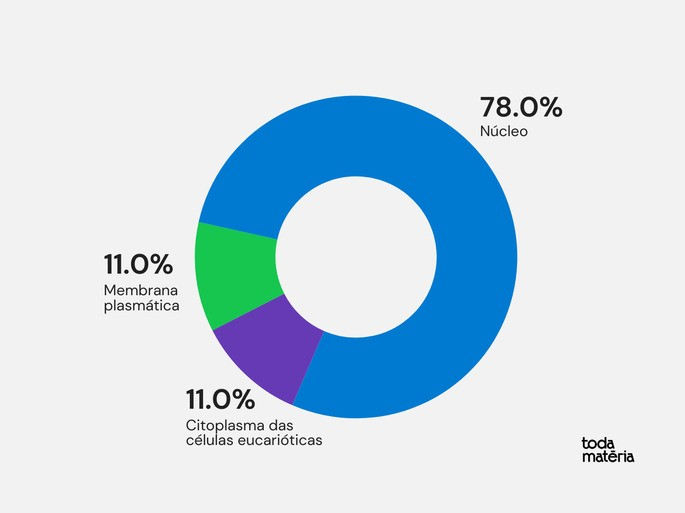 78.0%
Núcleo
11.0%
Membrana
plasmática
11.0%
Citoplasma das
células eucarióticas
toda
matéria